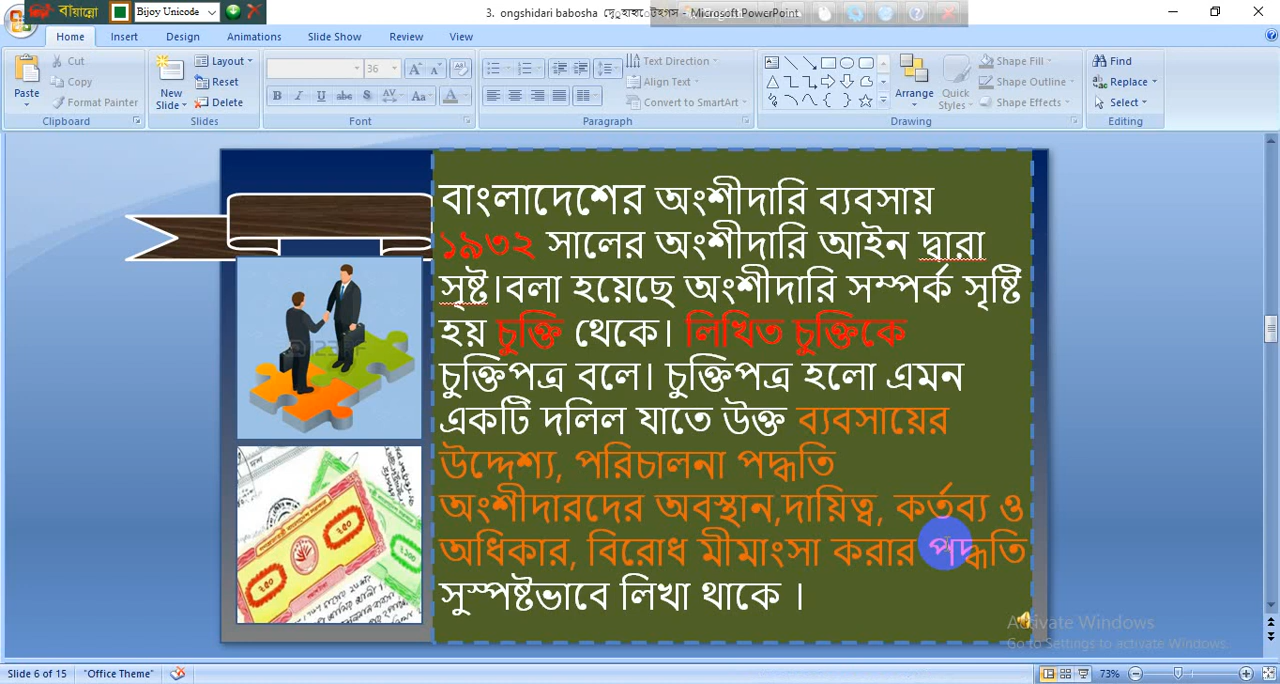 বায়ান্নো
Bijoy Unicode
3. ongshidari babosha
- Microsoft PowerPoint
Home Insert Design Animations Slide Show Review View
Paste Cut Copy Format Painter
New Slide Layout Reset Delete
36
Text Direction Align Text Convert to SmartArt
Arrange Quick Styles Shape Fill Shape Outline Shape Effects
Find Replace Select
Clipboard Slides Font Paragraph Drawing Editing
বাংলাদেশের অংশীদারি ব্যবসায়
১৯৩২ সালের অংশীদারি আইন দ্বারা
সৃষ্ট।বলা হয়েছে অংশীদারি সম্পর্ক সৃষ্টি
হয় চুক্তি থেকে। লিখিত চুক্তিকে
চুক্তিপত্র বলে। চুক্তিপত্র হলো এমন
একটি দলিল যাতে উক্ত ব্যবসায়ের
উদ্দেশ্য, পরিচালনা পদ্ধতি
অংশীদারদের অবস্থান,দায়িত্ব, কর্তব্য ও
অধিকার, বিরোধ মীমাংসা করার পদ্ধতি
সুস্পষ্টভাবে লিখা থাকে ।
Activate Windows
Go to Settings to activate Windows.
Slide 6 of 15 "Office Theme" 73%